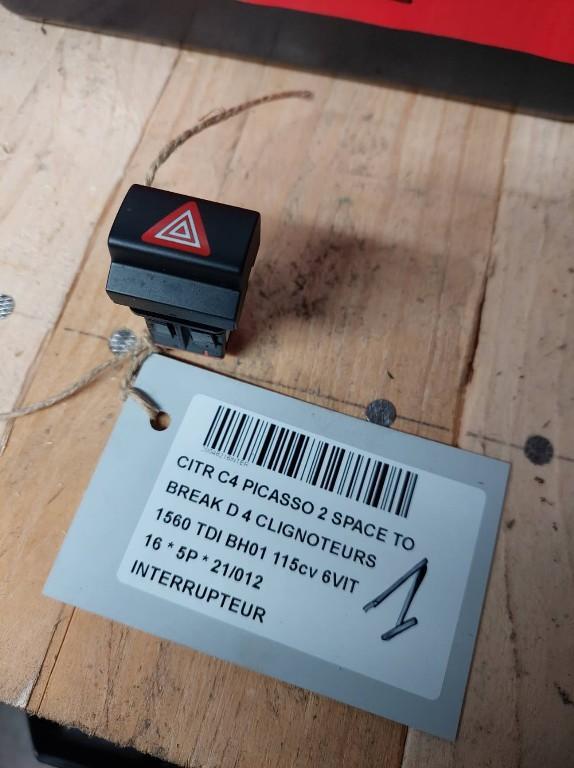 CITR C4 PICASSO 2 SPACE TO
BREAK D 4 CLIGNOTEURS
1560 TDI BH01 115cv 6VIT
16 * 5P * 21/012
INTERRUPTEUR
1